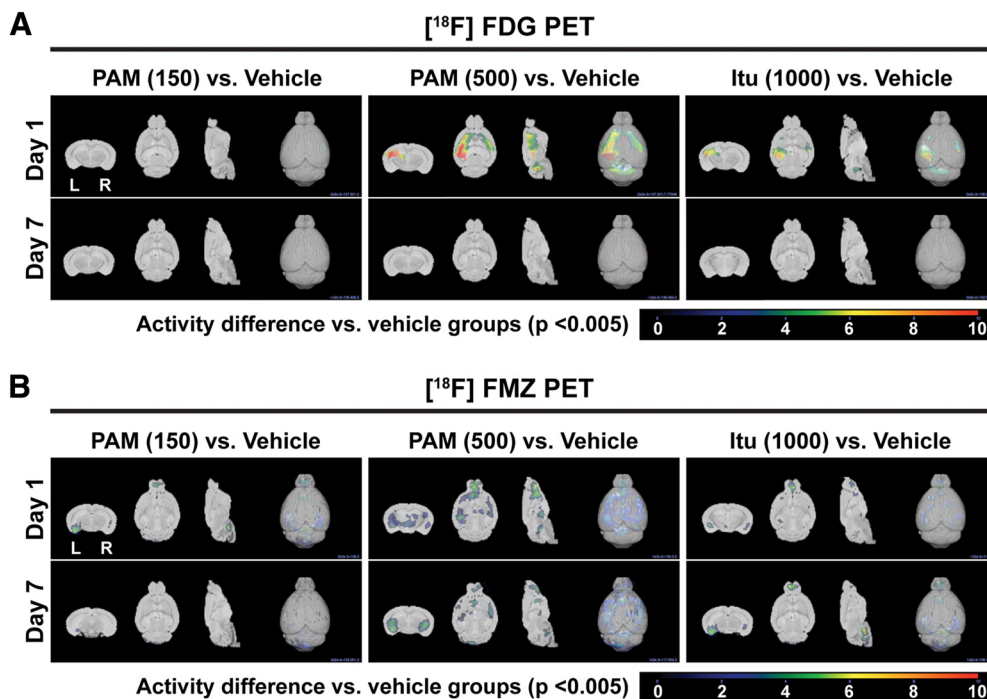 A
[¹⁸F] FDG PET
PAM (150) vs. Vehicle
PAM (500) vs. Vehicle
Itu (1000) vs. Vehicle
Day 1
L R
Day 7
Activity difference vs. vehicle groups (p <0.005)
0 2 4 6 8 10
B
[¹⁸F] FMZ PET
PAM (150) vs. Vehicle
PAM (500) vs. Vehicle
Itu (1000) vs. Vehicle
Day 1
L R
Day 7
Activity difference vs. vehicle groups (p <0.005)
0 2 4 6 8 10